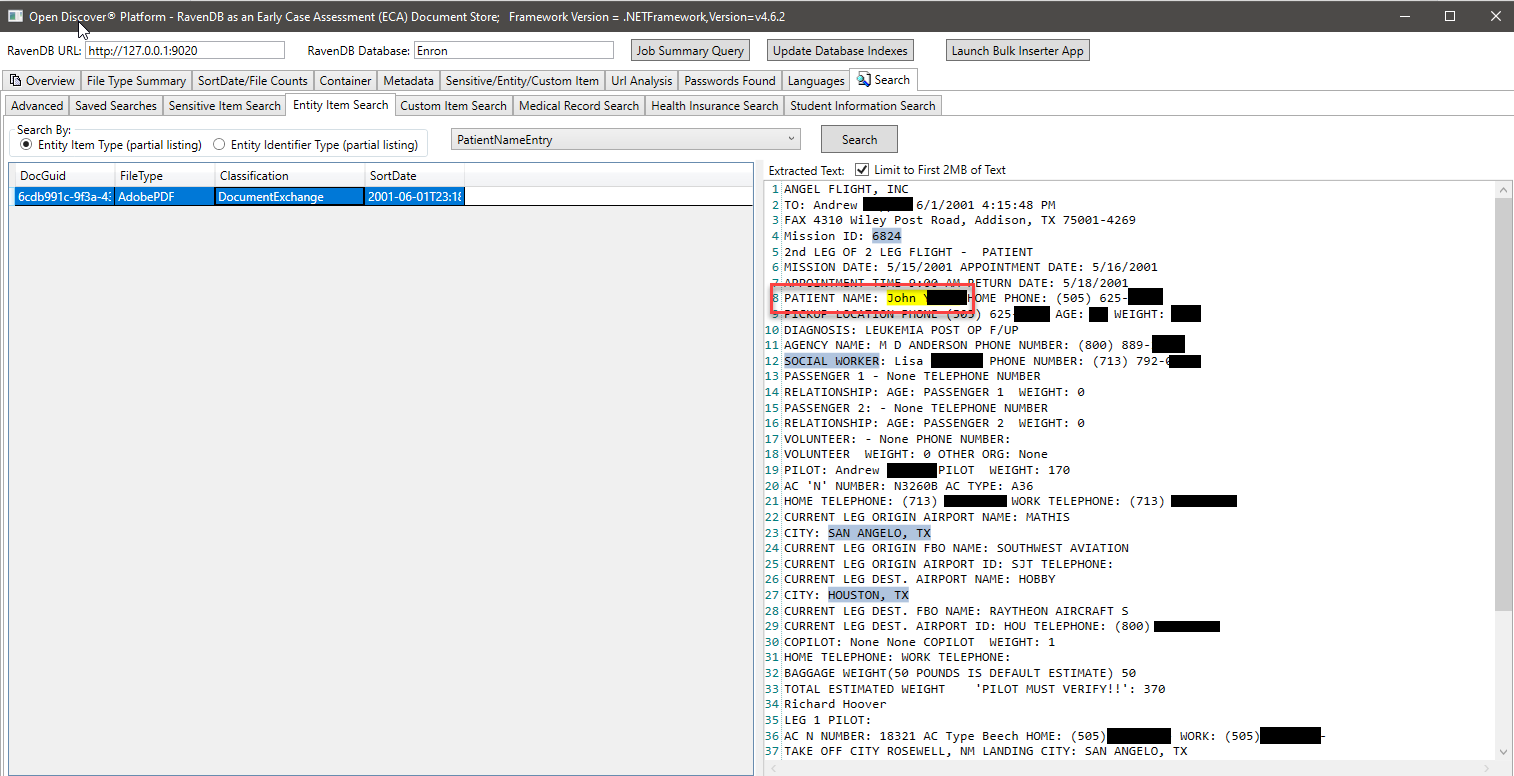 Open Discover® Platform - RavenDB as an Early Case Assessment (ECA) Document Store;   Framework Version = .NETFramework,Version=v4.6.2
RavenDB URL: http://127.0.0.1:9020 RavenDB Database: Enron Job Summary Query Update Database Indexes Launch Bulk Inserter App
Overview File Type Summary SortDate/File Counts Container Metadata Sensitive/Entity/Custom Item Url Analysis Passwords Found Languages Search
Advanced Saved Searches Sensitive Item Search Entity Item Search Custom Item Search Medical Record Search Health Insurance Search Student Information Search
Search By:
Entity Item Type (partial listing) Entity Identifier Type (partial listing) PatientNameEntry Search
DocGuid FileType Classification SortDate
6cdb991c-9f3a-43 AdobePDF DocumentExchange 2001-06-01T23:18
Extracted Text: Limit to First 2MB of Text
1 ANGEL FLIGHT, INC
2 TO: Andrew 6/1/2001 4:15:48 PM
3 FAX 4310 Wiley Post Road, Addison, TX 75001-4269
4 Mission ID: 6824
5 2nd LEG OF 2 LEG FLIGHT -  PATIENT
6 MISSION DATE: 5/15/2001 APPOINTMENT DATE: 5/16/2001
7 APPOINTMENT TIME 9:00 AM RETURN DATE: 5/18/2001
8 PATIENT NAME: John Y HOME PHONE: (505) 625-
9 PICKUP LOCATION PHONE (505) 625- AGE: WEIGHT:
10 DIAGNOSIS: LEUKEMIA POST OP F/UP
11 AGENCY NAME: M D ANDERSON PHONE NUMBER: (800) 889-
12 SOCIAL WORKER: Lisa PHONE NUMBER: (713) 792-
13 PASSENGER 1 - None TELEPHONE NUMBER
14 RELATIONSHIP: AGE: PASSENGER 1  WEIGHT: 0
15 PASSENGER 2: - None TELEPHONE NUMBER
16 RELATIONSHIP: AGE: PASSENGER 2  WEIGHT: 0
17 VOLUNTEER: - None PHONE NUMBER:
18 VOLUNTEER  WEIGHT: 0 OTHER ORG: None
19 PILOT: Andrew PILOT  WEIGHT: 170
20 AC 'N' NUMBER: N3260B AC TYPE: A36
21 HOME TELEPHONE: (713) WORK TELEPHONE: (713)
22 CURRENT LEG ORIGIN AIRPORT NAME: MATHIS
23 CITY: SAN ANGELO, TX
24 CURRENT LEG ORIGIN FBO NAME: SOUTHWEST AVIATION
25 CURRENT LEG ORIGIN AIRPORT ID: SJT TELEPHONE:
26 CURRENT LEG DEST. AIRPORT NAME: HOBBY
27 CITY: HOUSTON, TX
28 CURRENT LEG DEST. FBO NAME: RAYTHEON AIRCRAFT S
29 CURRENT LEG DEST. AIRPORT ID: HOU TELEPHONE: (800)
30 COPILOT: None None COPILOT  WEIGHT: 1
31 HOME TELEPHONE: WORK TELEPHONE:
32 BAGGAGE WEIGHT(50 POUNDS IS DEFAULT ESTIMATE) 50
33 TOTAL ESTIMATED WEIGHT    'PILOT MUST VERIFY!!': 370
34 Richard Hoover
35 LEG 1 PILOT:
36 AC N NUMBER: 18321 AC Type Beech HOME: (505) WORK: (505) -
37 TAKE OFF CITY ROSEWELL, NM LANDING CITY: SAN ANGELO, TX